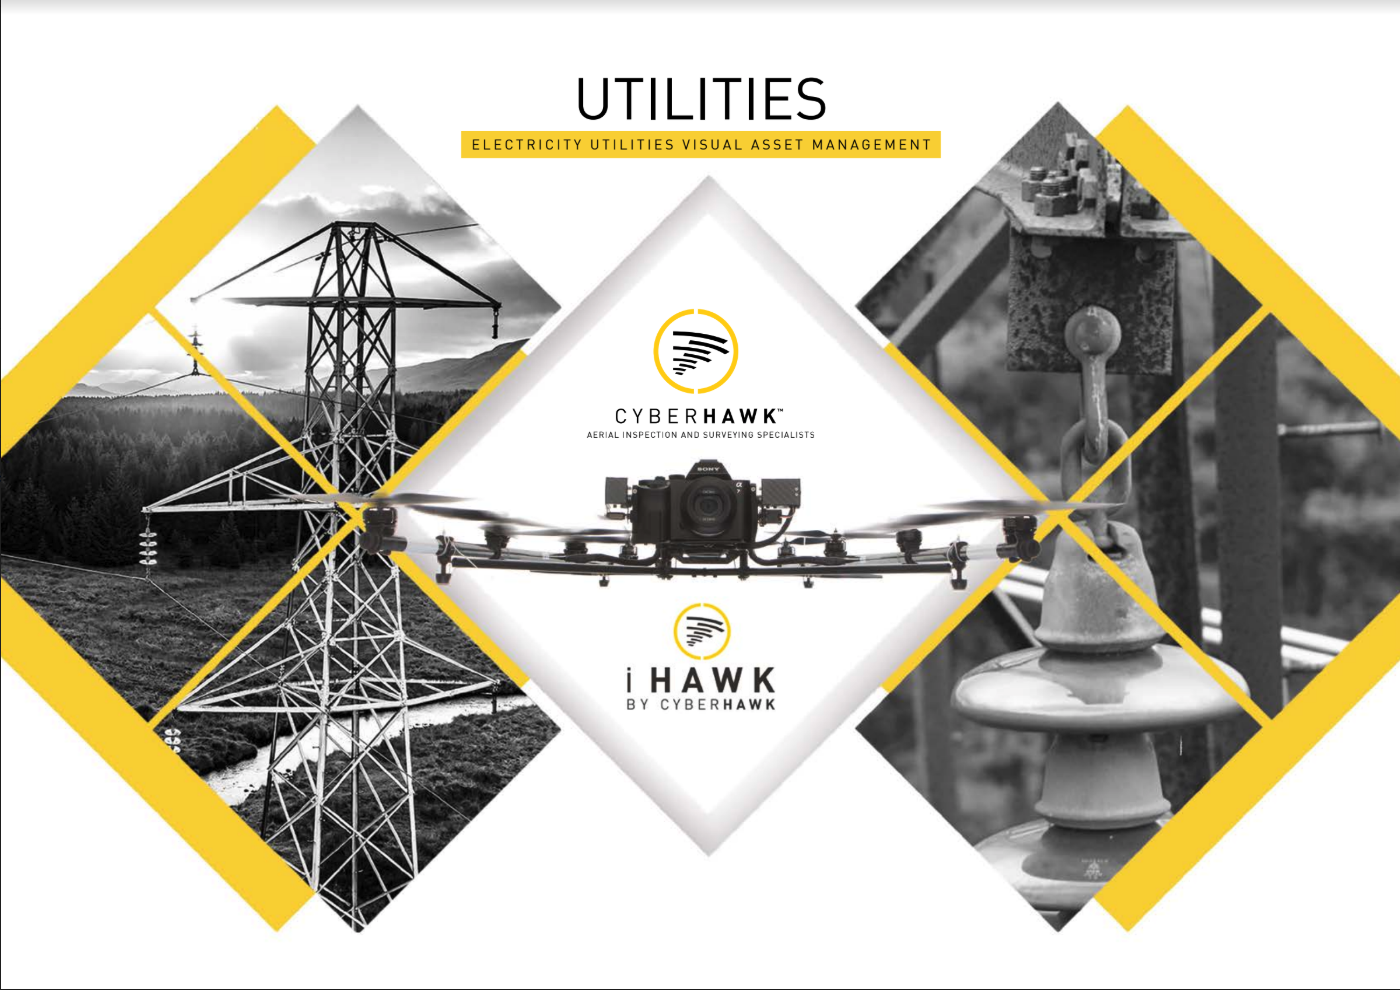 UTILITIES
ELECTRICITY UTILITIES VISUAL ASSET MANAGEMENT
CYBERHAWK™
AERIAL INSPECTION AND SURVEYING SPECIALISTS
SONY
i HAWK
BY CYBERHAWK